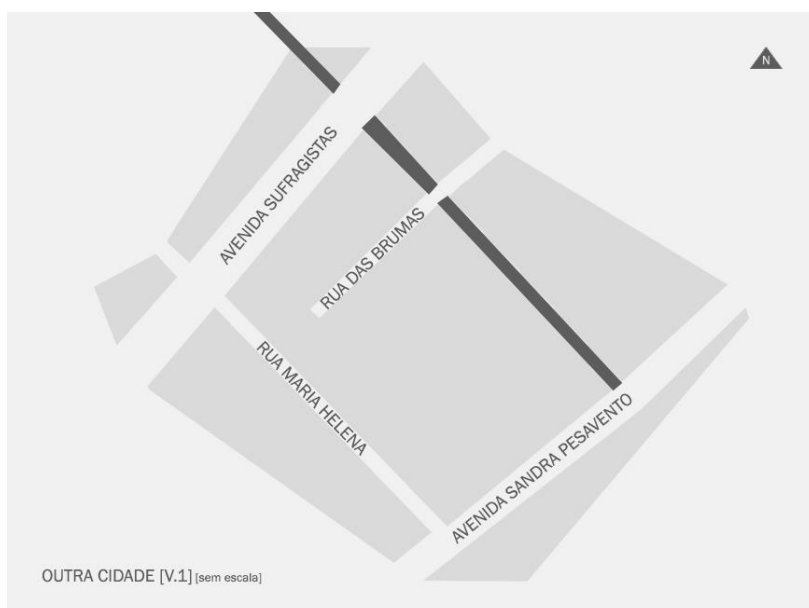 N
AVENIDA SUFRAGISTAS
RUA DAS BRUMAS
RUA MARIA HELENA
AVENIDA SANDRA PESAVENTO
OUTRA CIDADE [V.1] [sem escala]